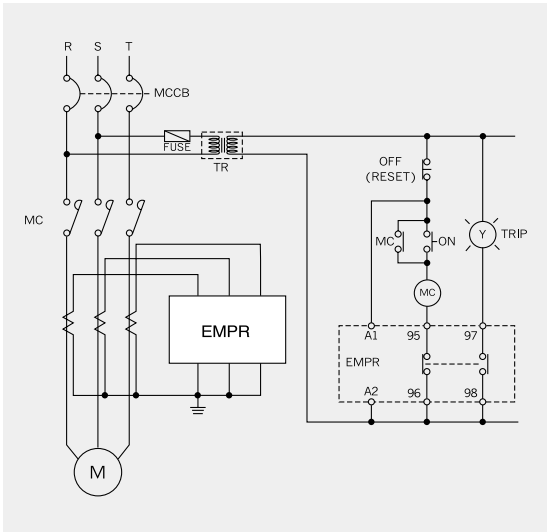 R S T
MCCB
FUSE
TR
OFF
(RESET)
MC
MC
ON
Y
TRIP
MC
EMPR
A1
95
97
EMPR
A2
96
98
M